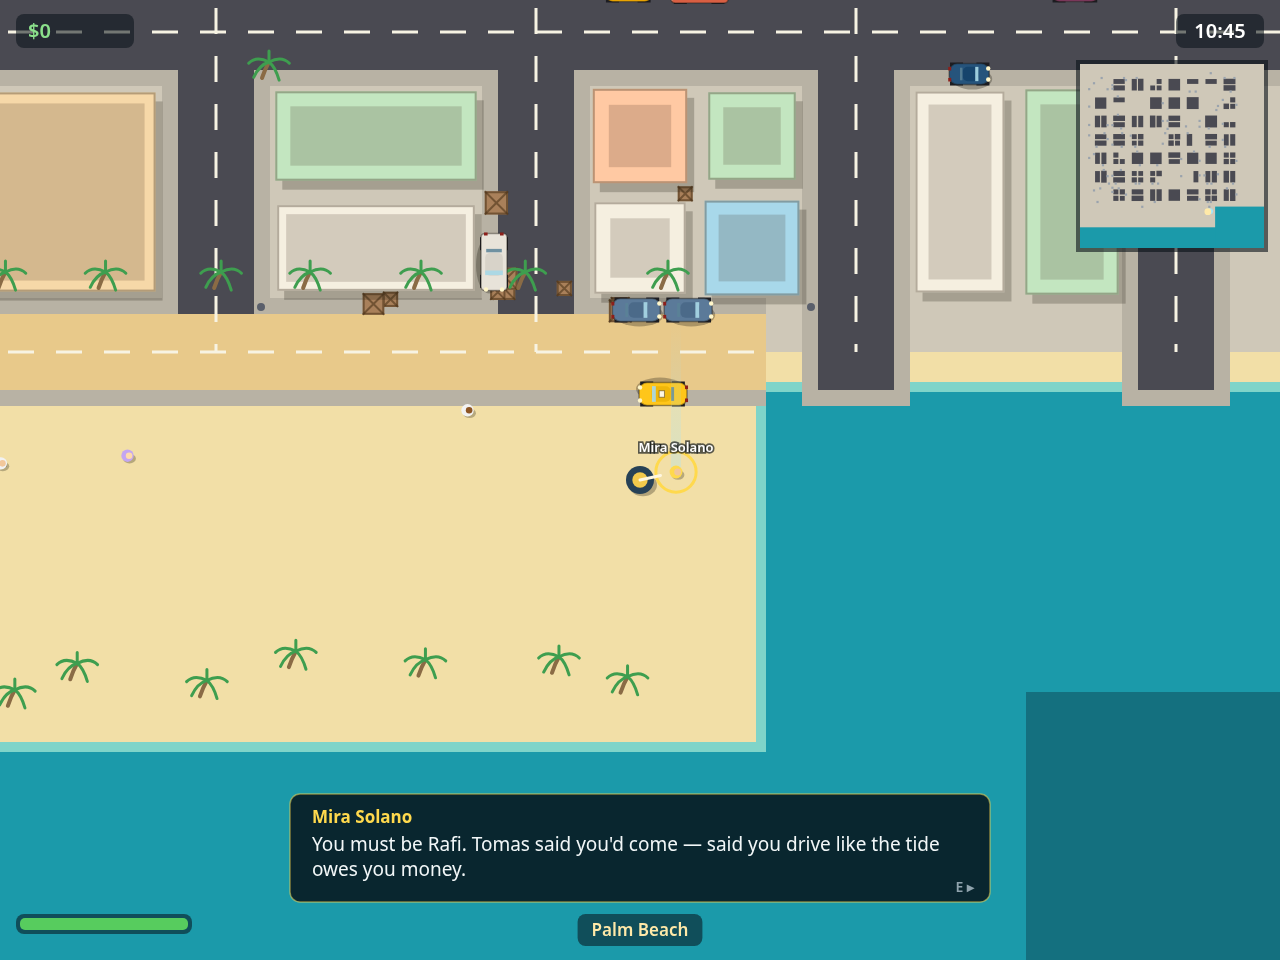 $0
10:45
Mira Solano
Mira Solano
You must be Rafi. Tomas said you'd come — said you drive like the tide
owes you money.
E ▸
Palm Beach